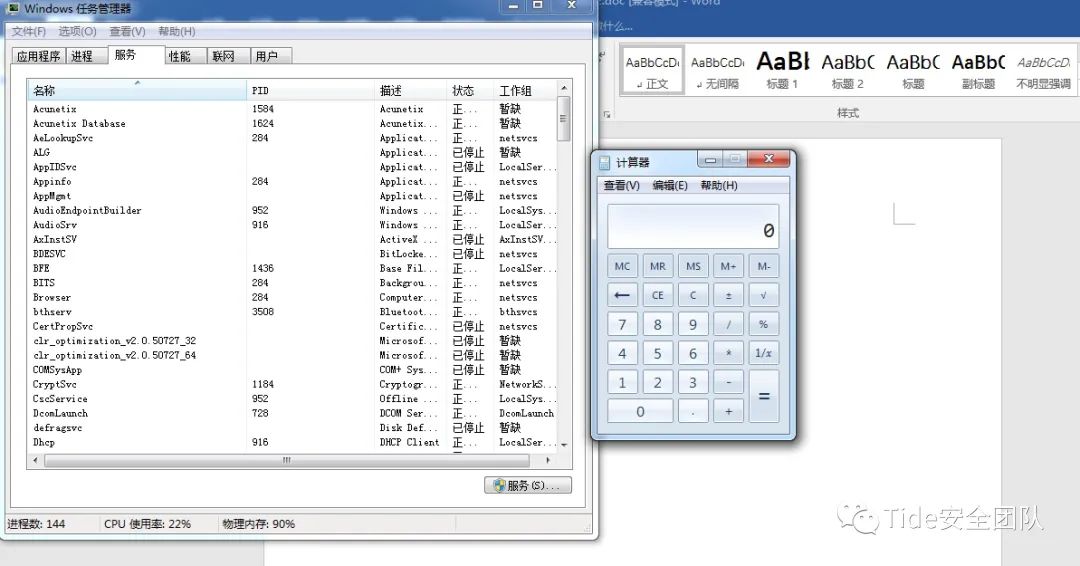 Windows 任务管理器
文件(F) 选项(O) 查看(V) 帮助(H)
应用程序 进程 服务 性能 联网 用户
名称 PID 描述 状态 工作组
Acunetix 1584 Acunetix 正... 暂缺
Acunetix Database 1624 Acunetix... 正... 暂缺
AeLookupSvc 284 Applicat... 正... netsvcs
ALG Applicat... 已停止 暂缺
AppIDSvc Applicat... 已停止 LocalSer...
Appinfo 284 Applicat... 正... netsvcs
AppMgmt Applicat... 已停止 netsvcs
AudioEndpointBuilder 952 Windows ... 正... LocalSys...
AudioSrv 916 Windows ... 正... LocalSer...
AxInstSV ActiveX ... 已停止 AxInstSV...
BDESVC BitLocke... 已停止 netsvcs
BFE 1436 Base Fil... 正... LocalSer...
BITS 284 Backgrou... 正... netsvcs
Browser 284 Computer... 正... netsvcs
bthserv 3508 Bluetoot... 正... bthsvcs
CertPropSvc Certific... 已停止 netsvcs
clr_optimization_v2.0.50727_32 Microsof... 已停止 暂缺
clr_optimization_v2.0.50727_64 Microsof... 已停止 暂缺
COMSysApp COM+ Sys... 已停止 暂缺
CryptSvc 1184 Cryptogr... 正... NetworkS...
CscService 952 Offline ... 正... LocalSys...
DcomLaunch 728 DCOM Ser... 正... DcomLaunch
defragsvc Disk Def... 已停止 暂缺
Dhcp 916 DHCP Client 正... LocalSer...
服务(S)...
进程数: 144 CPU 使用率: 22% 物理内存: 90%
.doc [兼容模式] - Word
什么...
AaBbCcDı AaBbCcDı AaBbI AaBbC AaBbC AaBbC AaBbCcDı
正文 无间隔 标题 1 标题 2 标题 副标题 不明显强调
样式
计算器
查看(V) 编辑(E) 帮助(H)
0
MC MR MS M+ M-
← CE C ± √
7 8 9 / %
4 5 6 * 1/x
1 2 3 - =
0 . +
Tide安全团队